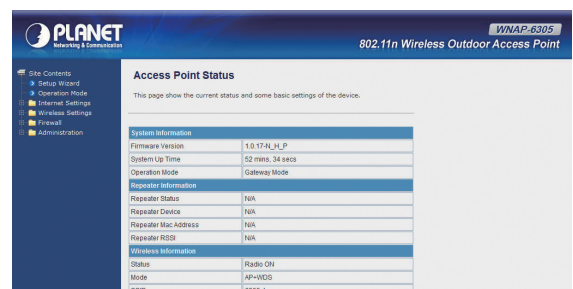 PLANET
Networking & Communication
WNAP-6305
802.11n Wireless Outdoor Access Point
Site Contents
Setup Wizard
Operation Mode
Internet Settings
Wireless Settings
Firewall
Administration
Access Point Status
This page show the current status and some basic settings of the device.
System Information
Firmware Version 1.0.17-N_H_P
System Up Time 52 mins, 34 secs
Operation Mode Gateway Mode
Repeater Information
Repeater Status N/A
Repeater Device N/A
Repeater Mac Address N/A
Repeater RSSI N/A
Wireless Information
Status Radio ON
Mode AP+WDS